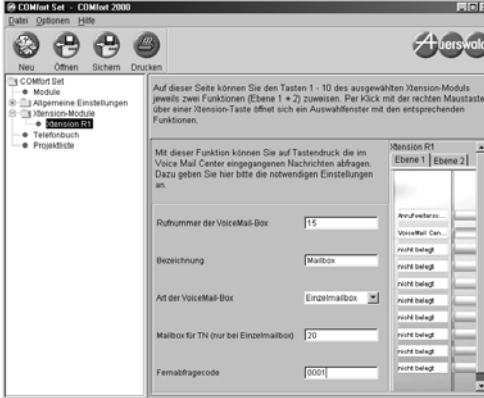 COMfort Set - COMfort 2000
Datei Optionen Hilfe
Neu Öffnen Sichern Drucken
Auerswald
COMfort Set
Module
Allgemeine Einstellungen
Xtension-Module
Xtension R1
Telefonbuch
Projektliste
Auf dieser Seite können Sie den Tasten 1 - 10 des ausgewählten Xtension-Moduls
jeweils zwei Funktionen (Ebene 1 + 2) zuweisen. Per Klick mit der rechten Maustaste
über einer Xtension-Taste öffnet sich ein Auswahlfenster mit den entsprechenden
Funktionen.
Mit dieser Funktion können Sie auf Tastendruck die im
Voice Mail Center eingegangenen Nachrichten abfragen.
Dazu geben Sie hier bitte die notwendigen Einstellungen
an.
Rufnummer der VoiceMail-Box 15
Bezeichnung Mailbox
Art der VoiceMail-Box Einzelmailbox
Mailbox für TN (nur bei Einzelmailbox) 20
Fernabfragecode 0001
Xtension R1
Ebene 1 Ebene 2
Anrufweiterss...
VoiceMail Cen...
nicht belegt
nicht belegt
nicht belegt
nicht belegt
nicht belegt
nicht belegt
nicht belegt
nicht belegt